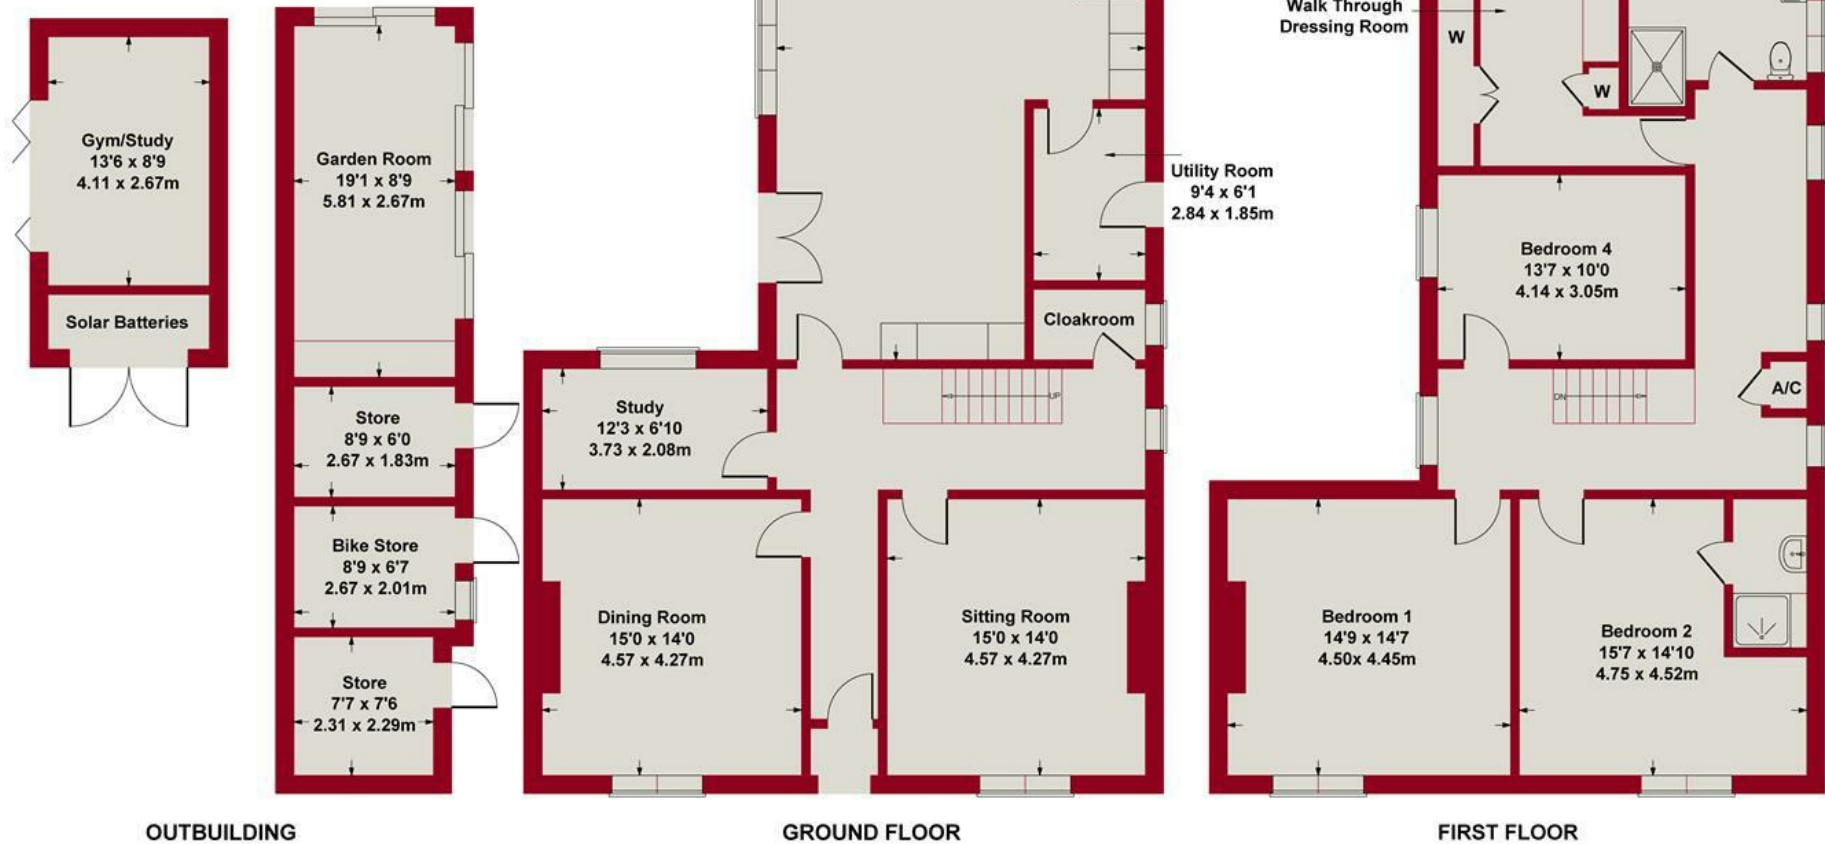 Gym/Study
13'6 x 8'9
4.11 x 2.67m
Solar Batteries
Garden Room
19'1 x 8'9
5.81 x 2.67m
Store
8'9 x 6'0
2.67 x 1.83m
Bike Store
8'9 x 6'7
2.67 x 2.01m
Store
7'7 x 7'6
2.31 x 2.29m
OUTBUILDING
Utility Room
9'4 x 6'1
2.84 x 1.85m
Cloakroom
Study
12'3 x 6'10
3.73 x 2.08m
UP
Dining Room
15'0 x 14'0
4.57 x 4.27m
Sitting Room
15'0 x 14'0
4.57 x 4.27m
GROUND FLOOR
Walk Through
Dressing Room
W
W
Bedroom 4
13'7 x 10'0
4.14 x 3.05m
A/C
DN
Bedroom 1
14'9 x 14'7
4.50x 4.45m
Bedroom 2
15'7 x 14'10
4.75 x 4.52m
FIRST FLOOR